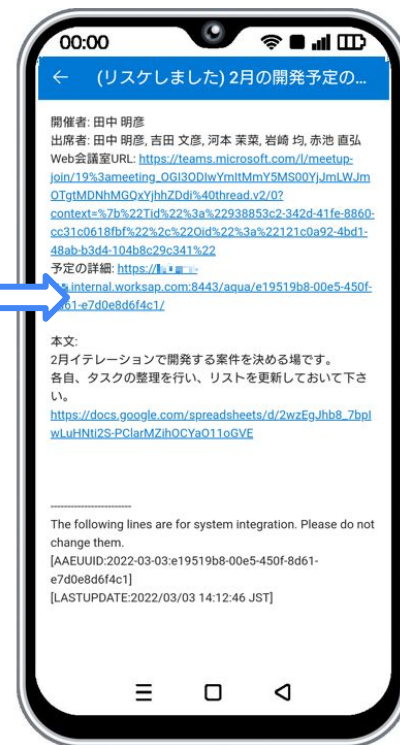 00:00
(リスケしました) 2月の開発予定の...
開催者: 田中 明彦
出席者: 田中 明彦, 吉田 文彦, 河本 茉菜, 岩崎 均, 赤池 直弘
Web会議室URL: https://teams.microsoft.com/l/meetup-
join/19%3ameeting_OGI3ODIwYmItMmY5MS00YjJmLWJm
OTgtMDNhMGQxYjhhZDdi%40thread.v2/0?
context=%7b%22Tid%22%3a%22938853c2-342d-41fe-8860-
cc31c0618fbf%22%2c%22Oid%22%3a%22121c0a92-4bd1-
48ab-b3d4-104b8c29c341%22
予定の詳細: https://
internal.worksap.com:8443/aqua/e19519b8-00e5-450f-
61-e7d0e8d6f4c1/
本文:
2月イテレーションで開発する案件を決める場です。
各自、タスクの整理を行い、リストを更新しておいて下さ
い。
https://docs.google.com/spreadsheets/d/2wzEgJhb8_7bpI
wLuHNti2S-PClarMZihOCYaO11oGVE
-----------------------
The following lines are for system integration. Please do not
change them.
[AAEUUID:2022-03-03:e19519b8-00e5-450f-8d61-
e7d0e8d6f4c1]
[LASTUPDATE:2022/03/03 14:12:46 JST]